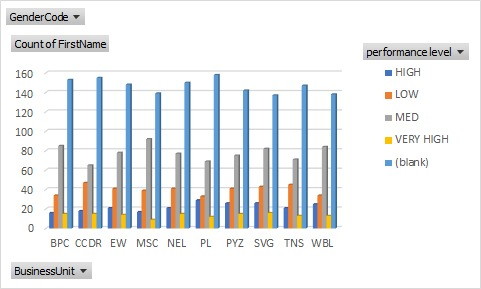 GenderCode
Count of FirstName
performance level
HIGH
LOW
MED
VERY HIGH
(blank)
160
140
120
100
80
60
40
20
0
BPC CCDR EW MSC NEL PL PYZ SVG TNS WBL
BusinessUnit